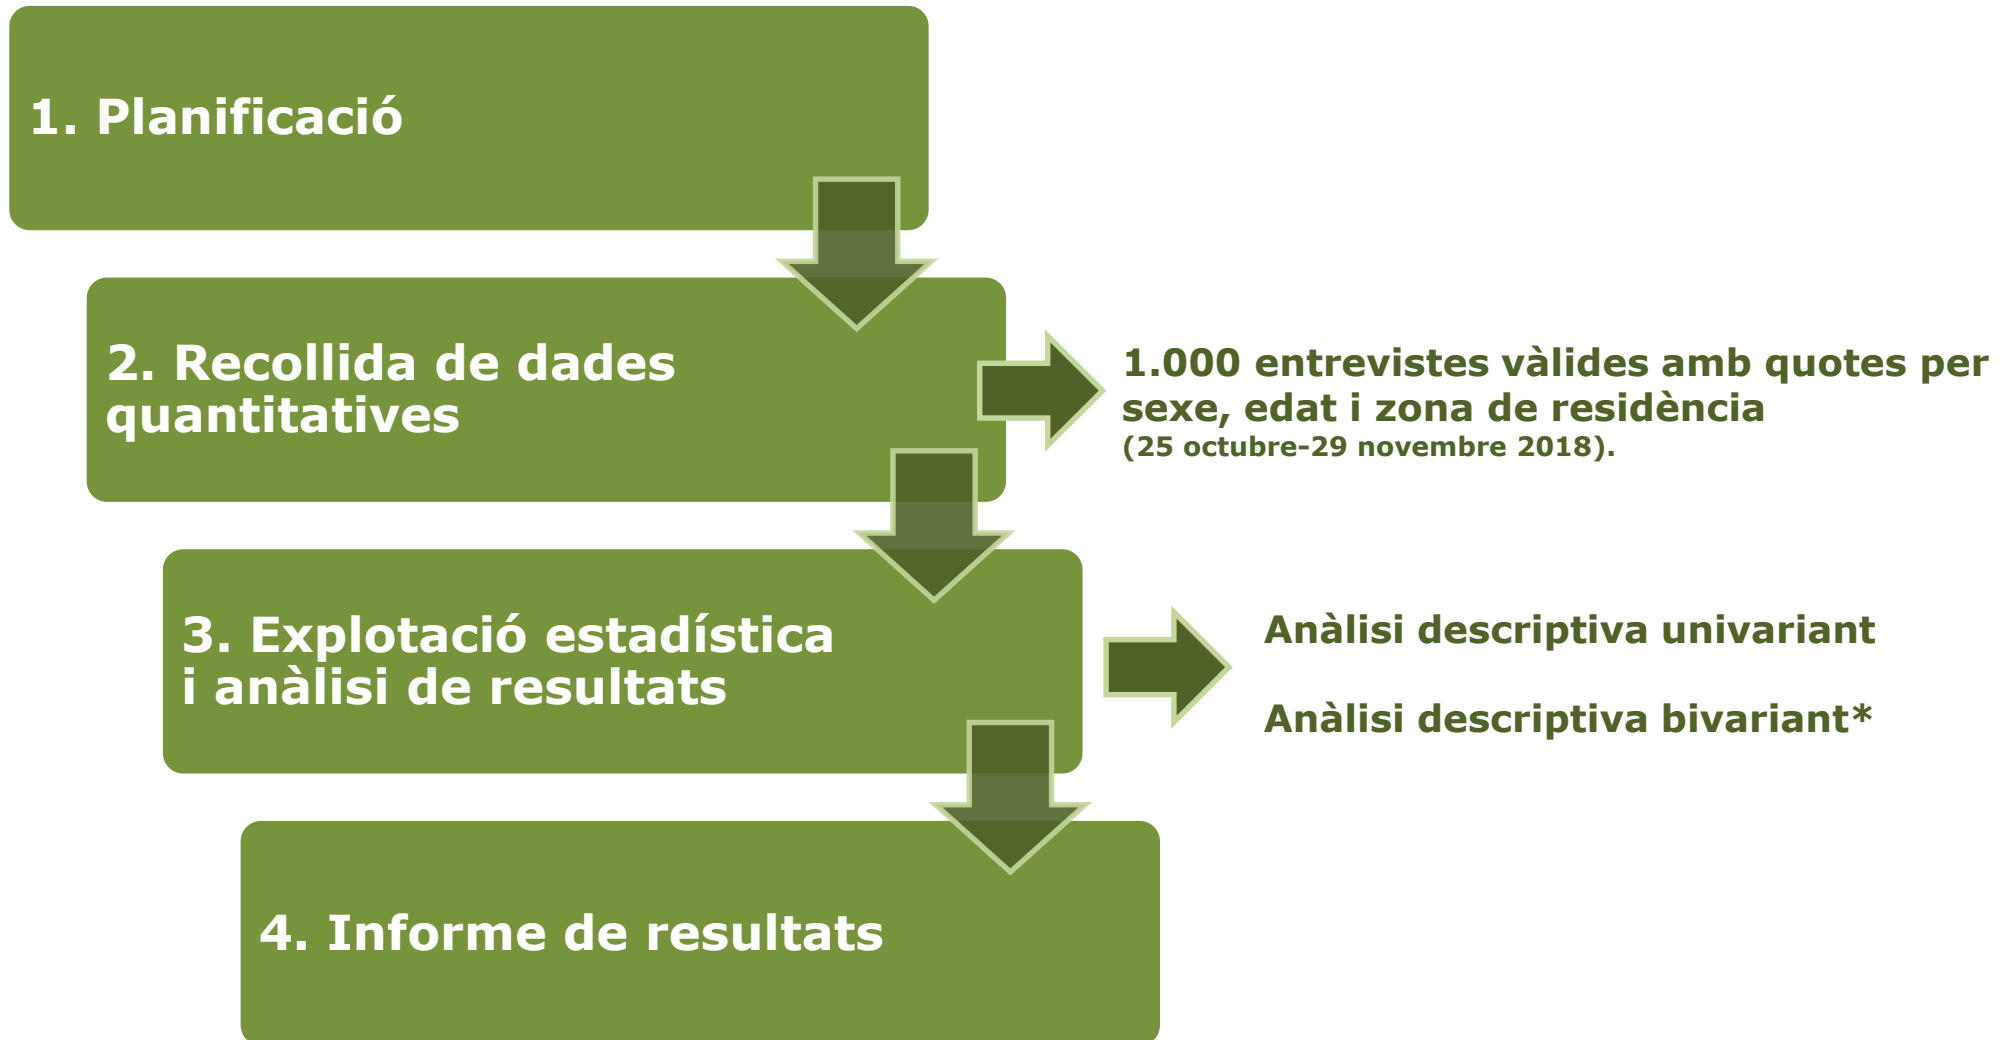 1. Planificació
2. Recollida de dades
quantitatives
1.000 entrevistes vàlides amb quotes per
sexe, edat i zona de residència
(25 octubre-29 novembre 2018).
3. Explotació estadística
i anàlisi de resultats
Anàlisi descriptiva univariant
Anàlisi descriptiva bivariant*
4. Informe de resultats